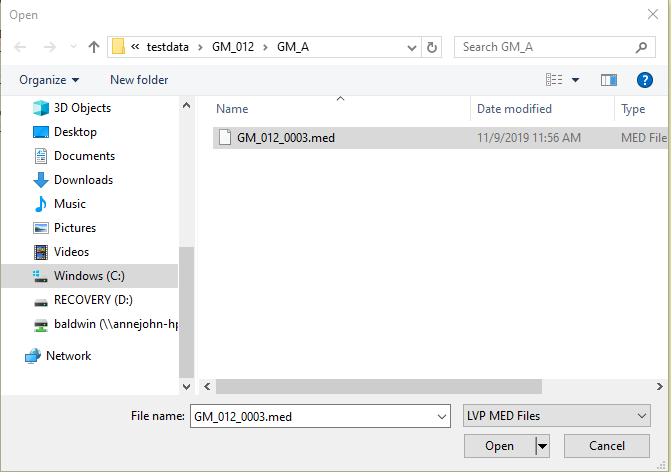 Open
« testdata > GM_012 > GM_A
Search GM_A
Organize
New folder
?
3D Objects
Desktop
Documents
Downloads
Music
Pictures
Videos
Windows (C:)
RECOVERY (D:)
baldwin (\\annejohn-hp
Network
Name Date modified Type
GM_012_0003.med 11/9/2019 11:56 AM MED File
File name: GM_012_0003.med
LVP MED Files
Open Cancel